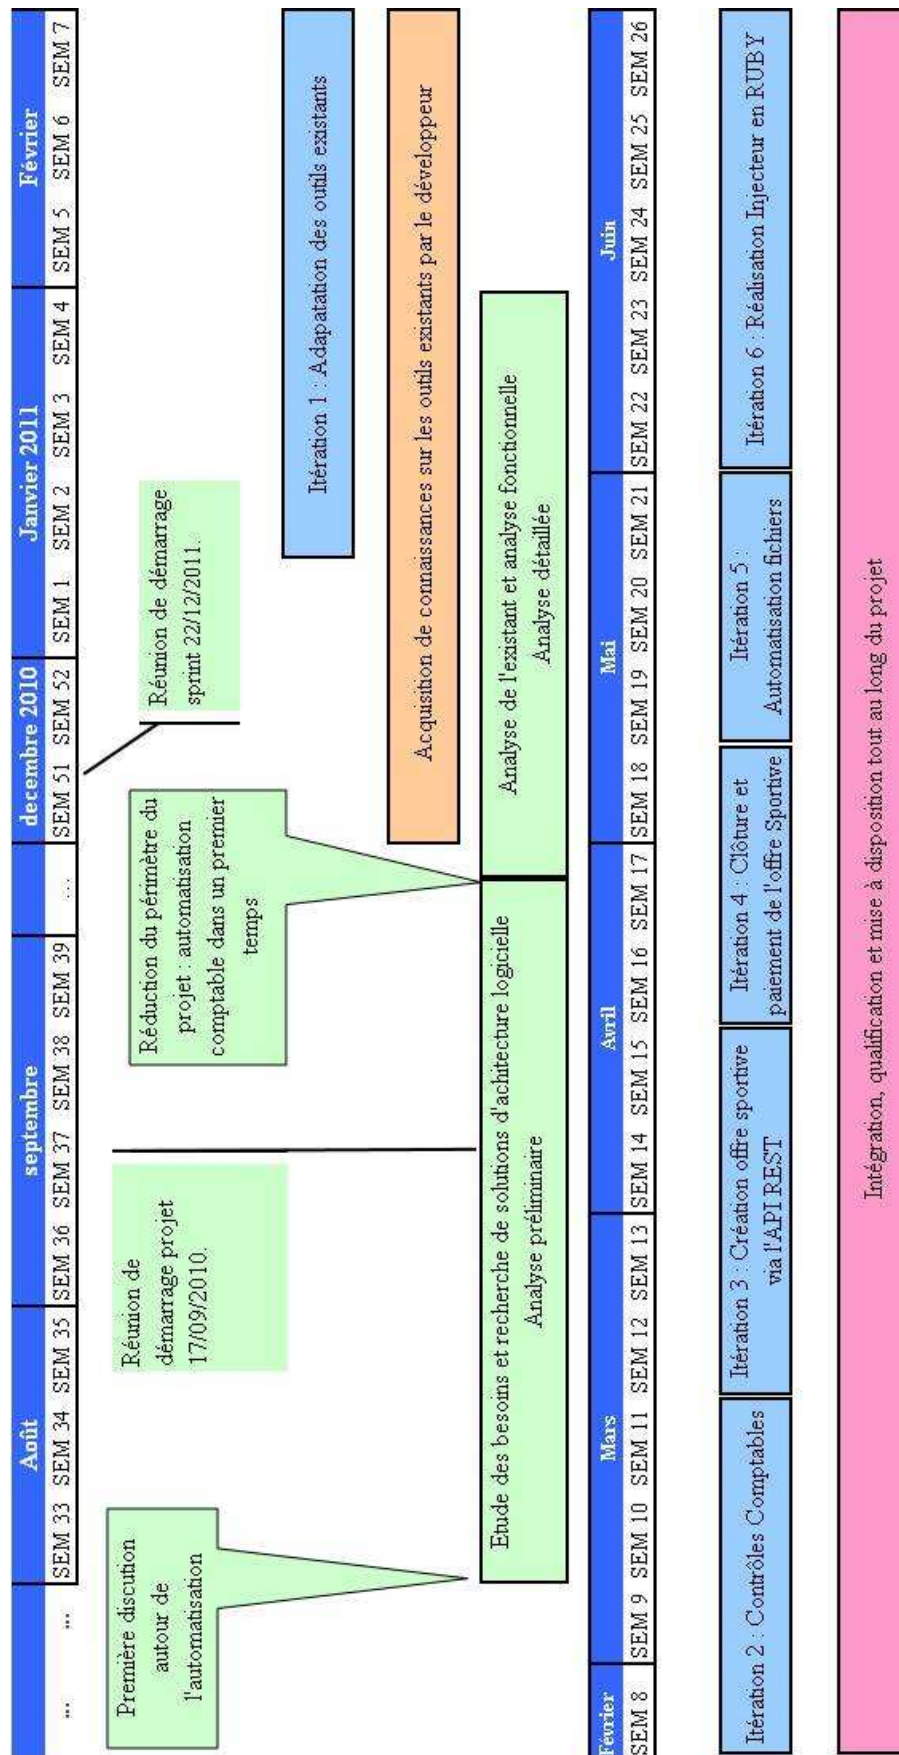 Août septembre decembre 2010 Janvier 2011 Février
... ... SEM 33 SEM 34 SEM 35 SEM 36 SEM 37 SEM 38 SEM 39 ... SEM 51 SEM 52 SEM 1 SEM 2 SEM 3 SEM 4 SEM 5 SEM 6 SEM 7
Première discution
autour de
l'automatisation
Réunion de
démarrage projet
17/09/2010.
Réduction du périmètre du
projet : automatisation
comptable dans un premier
temps
Réunion de démarrage
sprint 22/12/2011.
Itération 1 : Adapatation des outils existants
Acquisition de connaissances sur les outils existants par le développeur
Etude des besoins et recherche de solutions d'achitecture logicielle
Analyse préliminaire
Analyse de l'existant et analyse fonctionnelle
Analyse détaillée
Février Mars Avril Mai Juin
SEM 8 SEM 9 SEM 10 SEM 11 SEM 12 SEM 13 SEM 14 SEM 15 SEM 16 SEM 17 SEM 18 SEM 19 SEM 20 SEM 21 SEM 22 SEM 23 SEM 24 SEM 25 SEM 26
Itération 2 : Contrôles Comptables
Itération 3 : Création offre sportive
via l'API REST
Itération 4 : Clôture et
paiement de l'offre Sportive
Itération 5 :
Automatisation fichiers
Itération 6 : Réalisation Injecteur en RUBY
Intégration, qualification et mise à disposition tout au long du projet